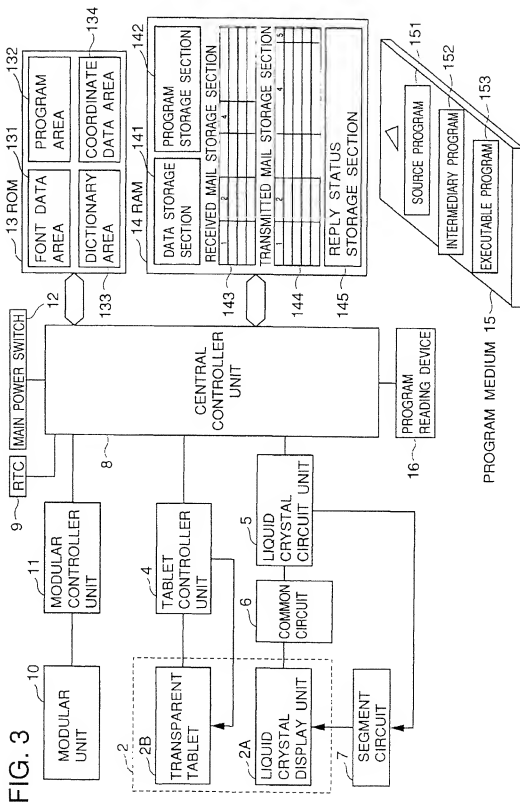 FIG. 3
10
MODULAR
UNIT
11
MODULAR
CONTROLLER
UNIT
9
RTC
MAIN POWER SWITCH
12
2
2B
TRANSPARENT
TABLET
4
TABLET
CONTROLLER
UNIT
2A
LIQUID CRYSTAL
DISPLAY UNIT
6
COMMON
CIRCUIT
5
LIQUID
CRYSTAL
CIRCUIT UNIT
7
SEGMENT
CIRCUIT
8
CENTRAL
CONTROLLER
UNIT
16
PROGRAM
READING DEVICE
13 ROM
131
132
FONT DATA
AREA
PROGRAM
AREA
DICTIONARY
AREA
COORDINATE
DATA AREA
133
134
14 RAM
141
142
DATA STORAGE
SECTION
PROGRAM
STORAGE SECTION
RECEIVED MAIL STORAGE SECTION
1
2
4
143
TRANSMITTED MAIL STORAGE SECTION
1
2
4
5
144
REPLY STATUS
STORAGE SECTION
145
PROGRAM MEDIUM 15
SOURCE PROGRAM
151
INTERMEDIARY PROGRAM
152
EXECUTABLE PROGRAM
153